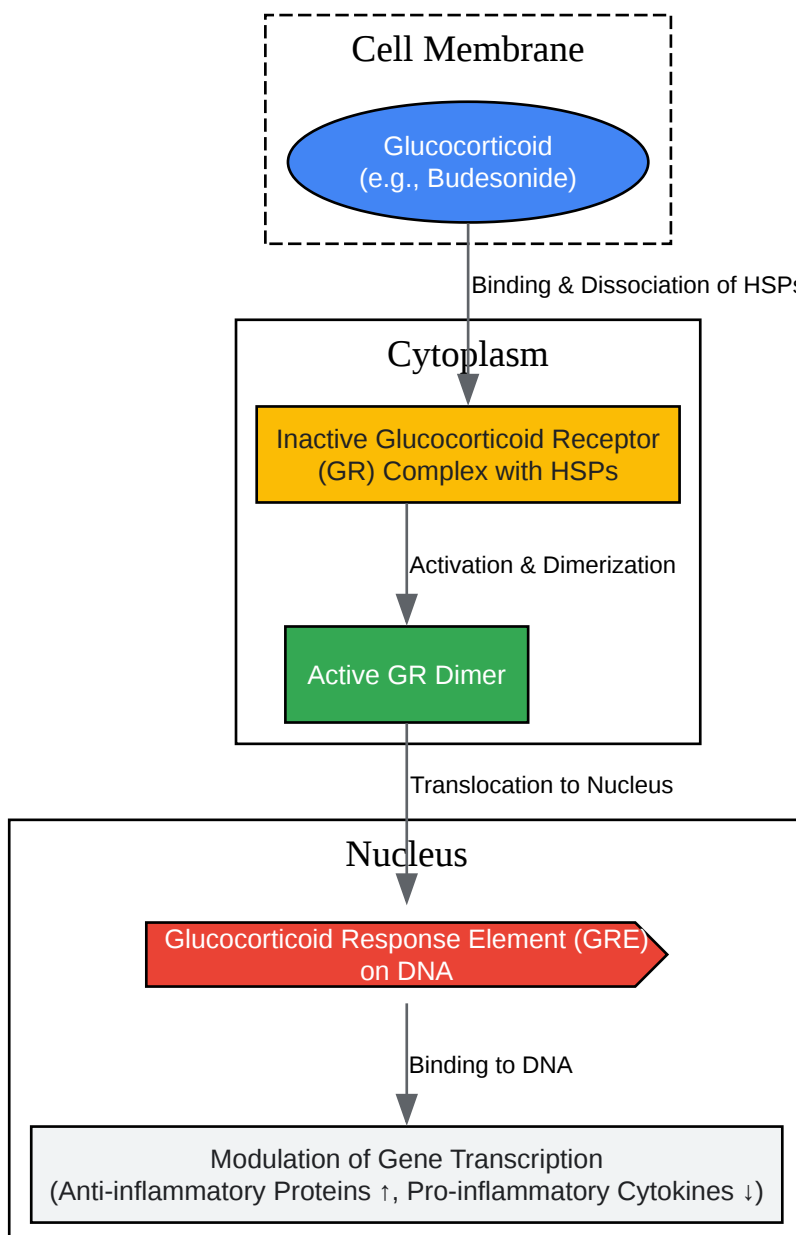 Cell Membrane
Glucocorticoid
(e.g., Budesonide)
Binding & Dissociation of HSPs
Cytoplasm
Inactive Glucocorticoid Receptor
(GR) Complex with HSPs
Activation & Dimerization
Active GR Dimer
Translocation to Nucleus
Nucleus
Glucocorticoid Response Element (GRE)
on DNA
Binding to DNA
Modulation of Gene Transcription
(Anti-inflammatory Proteins ↑, Pro-inflammatory Cytokines ↓)